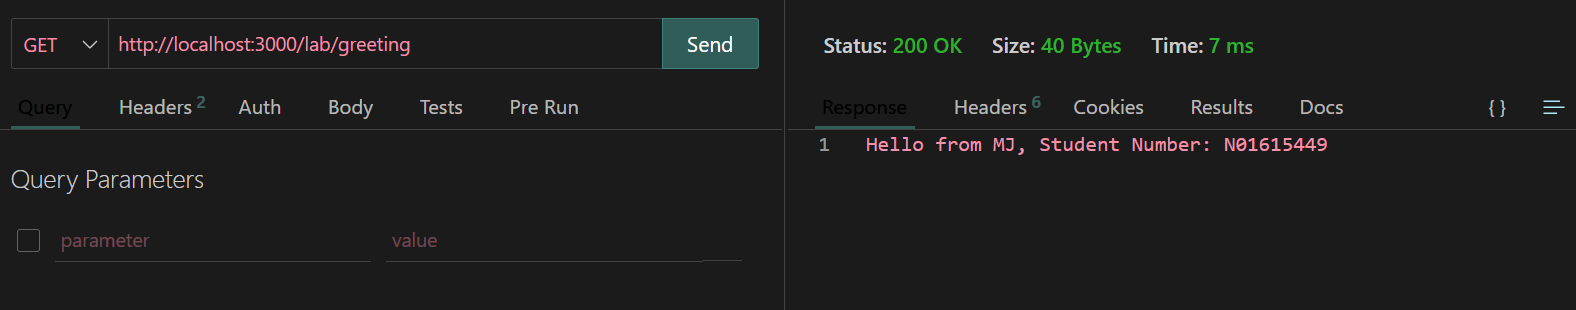 GET http://localhost:3000/lab/greeting Send
Query Headers 2 Auth Body Tests Pre Run
Query Parameters
parameter value
Status: 200 OK Size: 40 Bytes Time: 7 ms
Response Headers 6 Cookies Results Docs { }
1 Hello from MJ, Student Number: N01615449